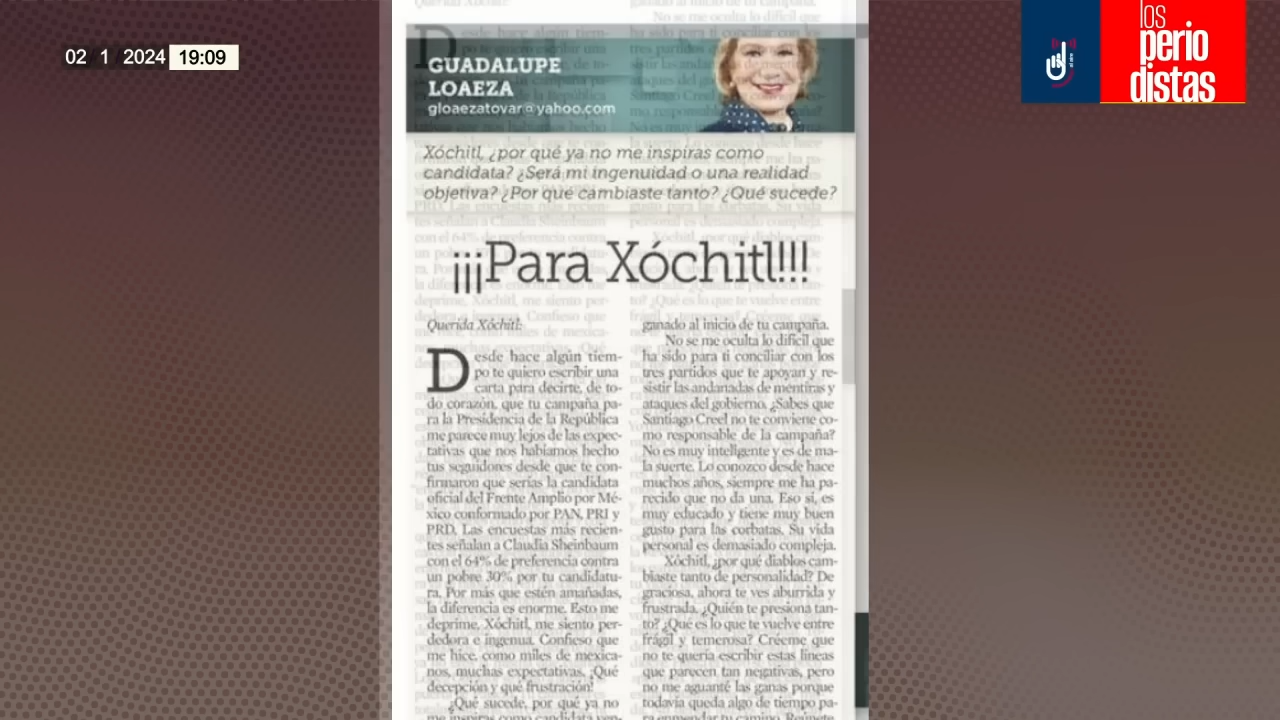 02 1 2024 19:09
los
perio
distas
GUADALUPE
LOAEZA
gloaezatovar@yahoo.com
Xóchitl, ¿por qué ya no me inspiras como
candidata? ¿Será mi ingenuidad o una realidad
objetiva? ¿Por qué cambiaste tanto? ¿Qué sucede?
¡¡¡Para Xóchitl!!!
Querida Xóchitl:
Desde hace algún tiem-
po te quiero escribir una
carta para decirte, de to-
do corazón, que tu campaña pa-
ra la Presidencia de la República
me parece muy lejos de las expec-
tativas que nos habíamos hecho
tus seguidores desde que te con-
firmaron que serías la candidata
oficial del Frente Amplio por Mé-
xico conformado por PAN, PRI y
PRD. Las encuestas más recien-
tes señalan a Claudia Sheinbaum
con el 64% de preferencia contra
un pobre 30% por tu candidatu-
ra. Por más que estén amañadas,
la diferencia es enorme. Esto me
deprime, Xóchitl, me siento per-
dedora e ingenua. Confieso que
me hice, como miles de mexica-
nos, muchas expectativas. ¡Qué
decepción y qué frustración!
¿Qué sucede, por qué ya no
me inspiras como candidata
ganado al inicio de tu campaña.
No se me oculta lo difícil que
ha sido para ti conciliar con los
tres partidos que te apoyan y re-
sistir las andanadas de mentiras y
ataques del gobierno. ¿Sabes que
Santiago Creel no te conviene co-
mo responsable de la campaña?
No es muy inteligente y es de ma-
la suerte. Lo conozco desde hace
muchos años, siempre me ha pa-
recido que no da una. Eso sí, es
muy educado y tiene muy buen
gusto para las corbatas. Su vida
personal es demasiado compleja.
Xóchitl, ¿por qué diablos cam-
biaste tanto de personalidad? De
graciosa, ahora te ves aburrida y
frustrada. ¿Quién te presiona tan-
to? ¿Qué es lo que te vuelve entre
frágil y temerosa? Créeme que
no te quería escribir estas líneas
que parecen tan negativas, pero
no me aguanté las ganas porque
todavía queda algo de tiempo pa-
ra enmendar tu camino. Reúnete